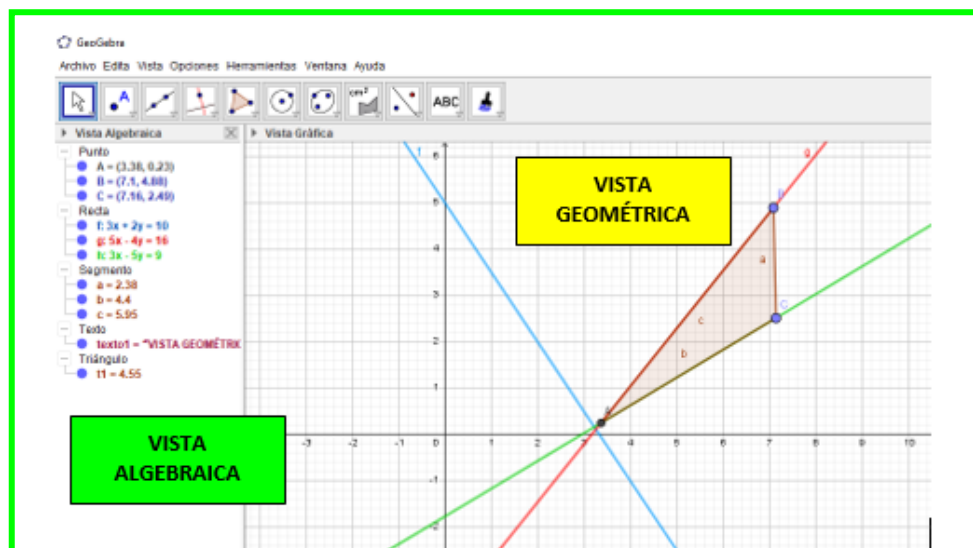 GeoGebra
Archivo Edita Vista Opciones Herramientas Ventana Ayuda
cm²
ABC
A
Vista Algebraica
Vista Gráfica
Punto
A = (3.38, 0.23)
B = (7.1, 4.88)
C = (7.16, 2.49)
Recta
f: 3x + 2y = 10
g: 5x - 4y = 16
h: 3x - 5y = 9
Segmento
a = 2.38
b = 4.4
c = 5.95
Texto
texto1 = "VISTA GEOMÉTRIC
Triángulo
t1 = 4.55
VISTA
ALGEBRAICA
VISTA
GEOMÉTRICA
f
g
B
a
C
c
b
A
6
5
4
3
2
1
-3 -2 -1 0 1 2 3 4 5 6 7 8 9 10
-1
-2